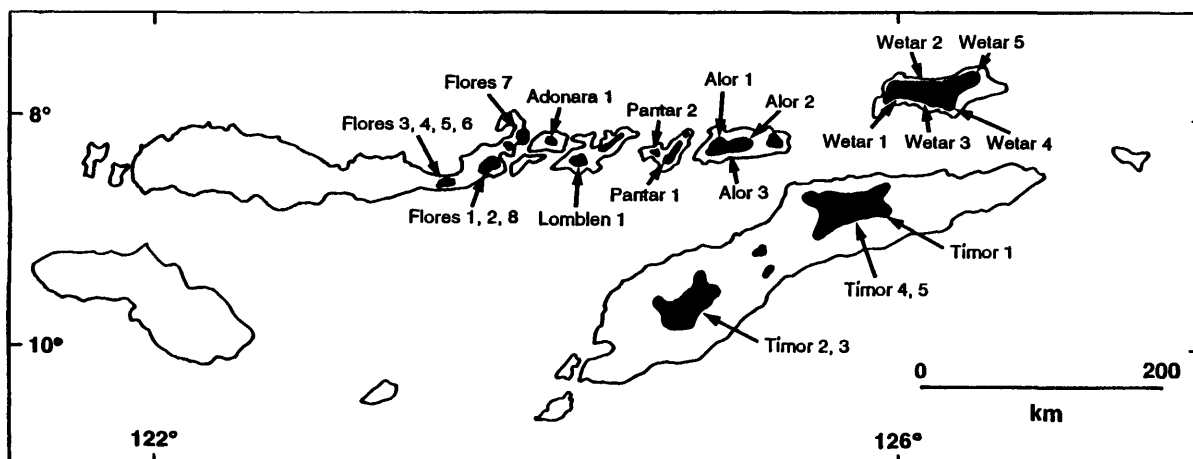 Wetar 2
Wetar 5
Flores 7
Adonara 1
Alor 1
Alor 2
8°
Pantar 2
Flores 3, 4, 5, 6
Wetar 1
Wetar 3
Wetar 4
Flores 1, 2, 8
Lomblen 1
Pantar 1
Alor 3
Timor 1
Timor 4, 5
10°
Timor 2, 3
0
200
km
122°
126°